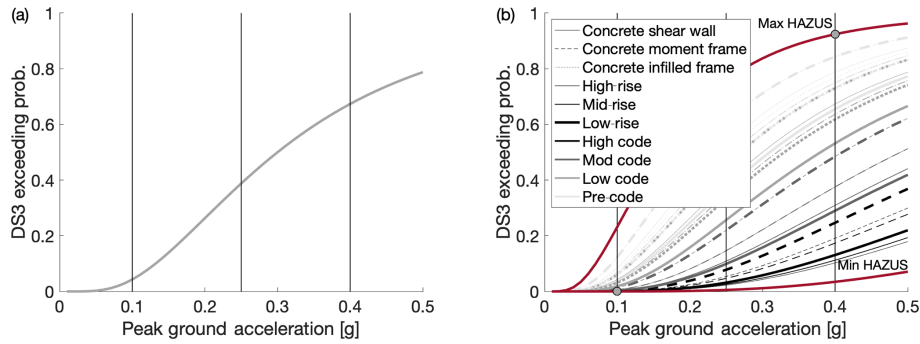 (a)
DS3 exceeding prob.
1
0.8
0.6
0.4
0.2
0
0
0.1
0.2
0.3
0.4
0.5
Peak ground acceleration [g]
(b)
DS3 exceeding prob.
1
0.8
0.6
0.4
0.2
0
Max HAZUS
Concrete shear wall
Concrete moment frame
Concrete infilled frame
High-rise
Mid-rise
Low-rise
High code
Mod code
Low code
Pre-code
Min HAZUS
0
0.1
0.2
0.3
0.4
0.5
Peak ground acceleration [g]